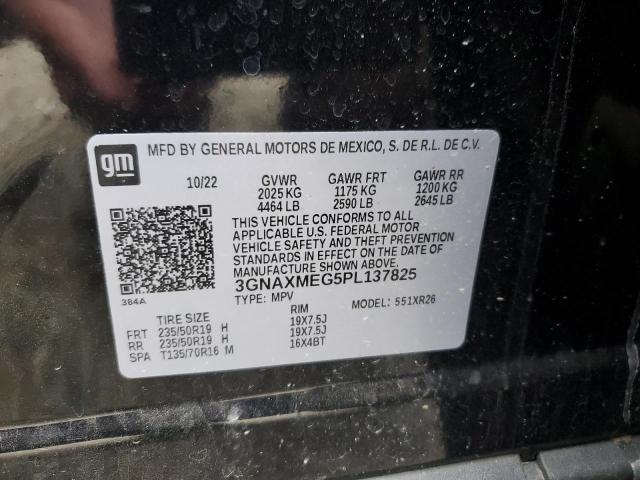 gm
MFD BY GENERAL MOTORS DE MEXICO, S. DE R.L. DE C.V.
10/22 GVWR GAWR FRT GAWR RR
2025 KG 1175 KG 1200 KG
4464 LB 2590 LB 2645 LB
THIS VEHICLE CONFORMS TO ALL
APPLICABLE U.S. FEDERAL MOTOR
VEHICLE SAFETY AND THEFT PREVENTION
STANDARDS IN EFFECT ON THE DATE OF
MANUFACTURE SHOWN ABOVE.
3GNAXMEG5PL137825
384A
TYPE: MPV MODEL: 551XR26
TIRE SIZE RIM
FRT 235/50R19 H 19X7.5J
RR 235/50R19 H 19X7.5J
SPA T135/70R16 M 16X4BT